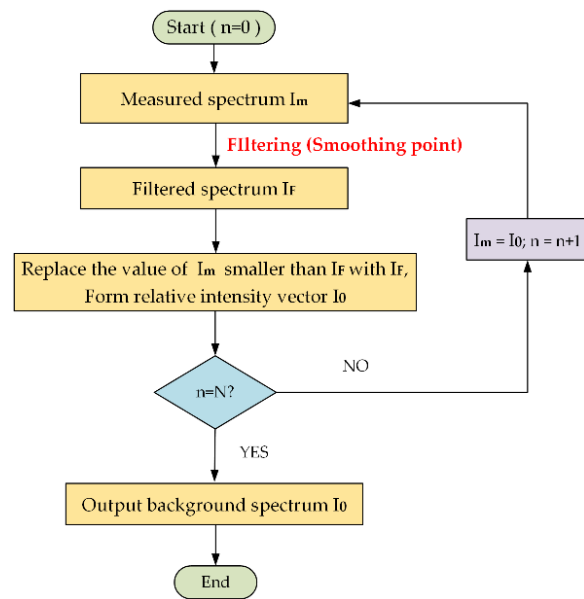 Start ( n=0 )
Measured spectrum Im
FIltering (Smoothing point)
Filtered spectrum IF
Im = I0; n = n+1
Replace the value of Im smaller than IF with IF,
Form relative intensity vector I0
NO
n=N?
YES
Output background spectrum I0
End